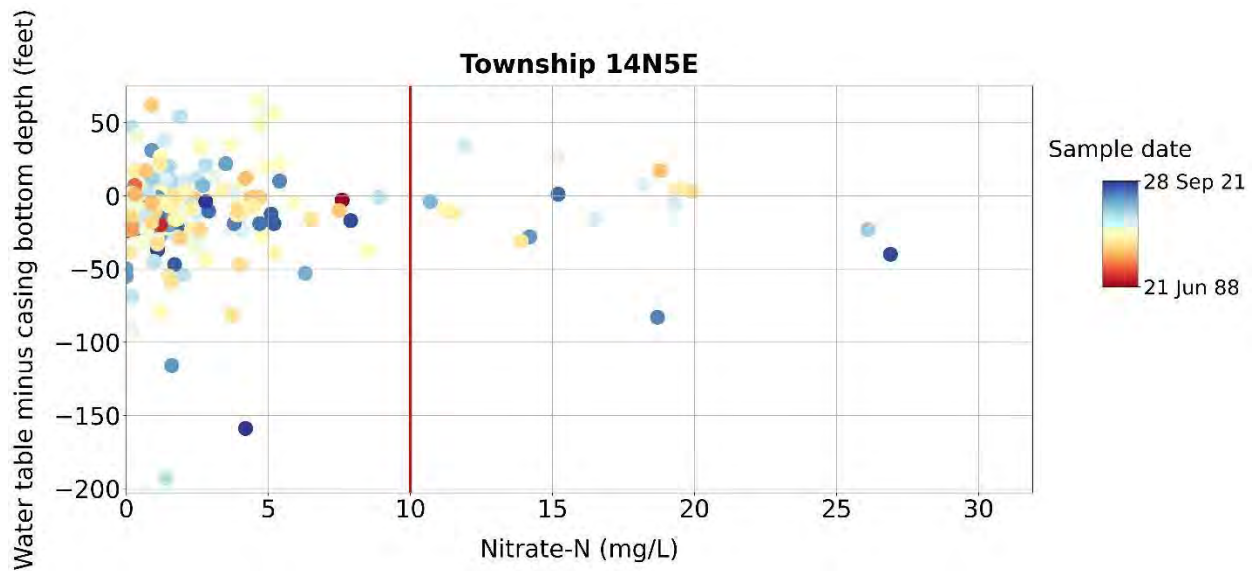 Township 14N5E
Water table minus casing bottom depth (feet)
50
0
−50
−100
−150
−200
0 5 10 15 20 25 30
Nitrate-N (mg/L)
Sample date
28 Sep 21
21 Jun 88